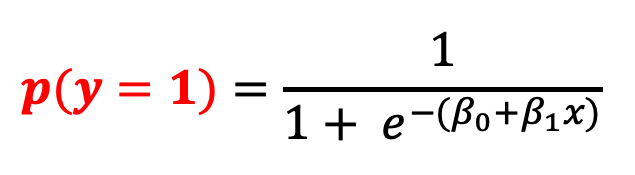 p(y = 1) = 1 / 1 + e^−(β₀+β₁x)